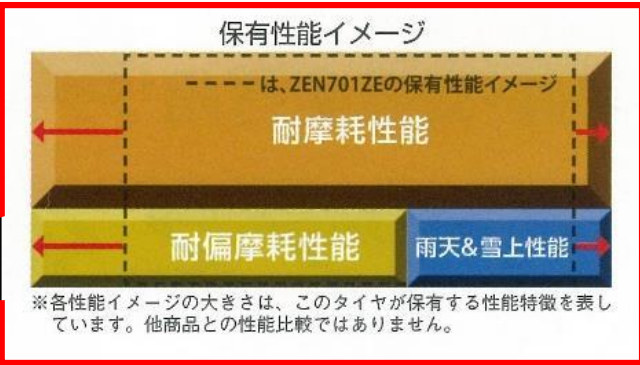 保有性能イメージ
----は、ZEN701ZEの保有性能イメージ
耐摩耗性能
耐偏摩耗性能
雨天&雪上性能
※各性能イメージの大きさは、このタイヤが保有する性能特徴を表し
ています。他商品との性能比較ではありません。